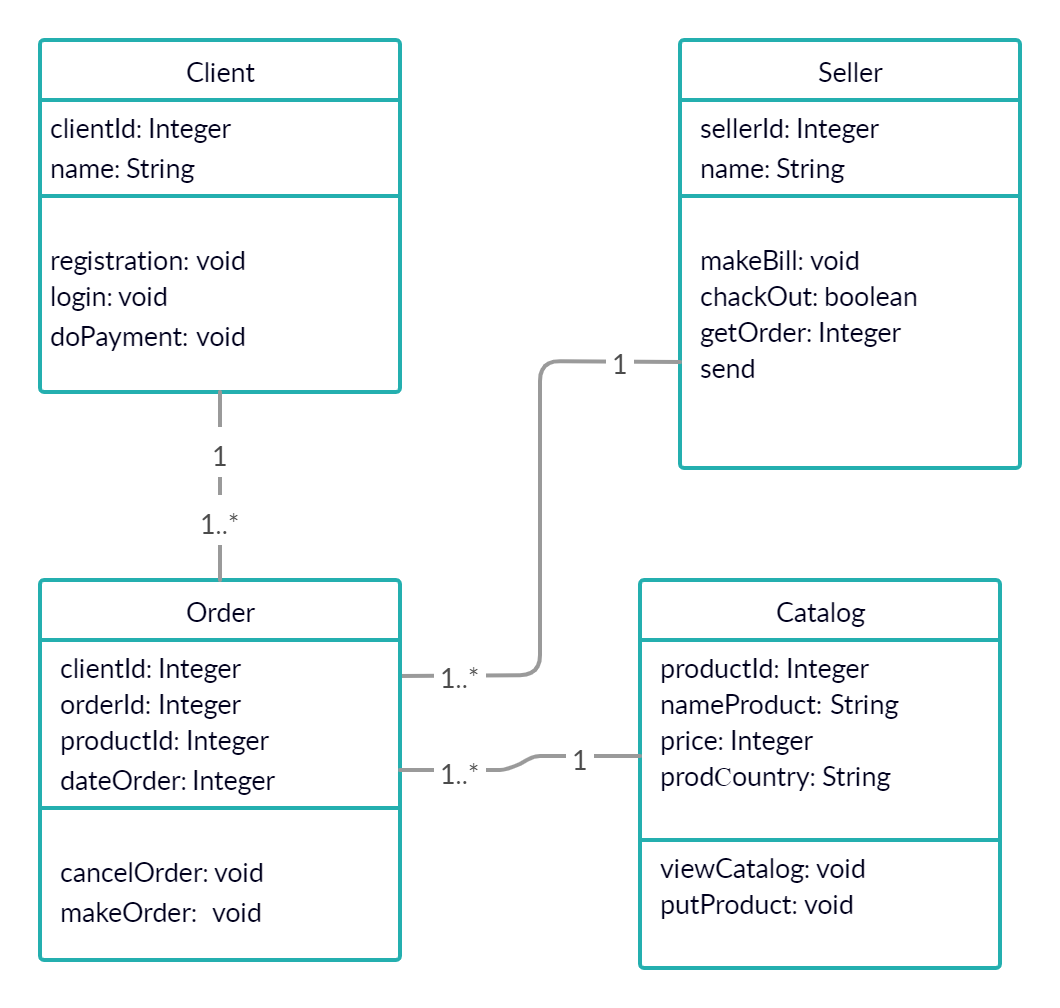 Client
clientId: Integer
name: String
registration: void
login: void
doPayment: void
Seller
sellerId: Integer
name: String
makeBill: void
chackOut: boolean
getOrder: Integer
send
1
1
1..*
Order
clientId: Integer
orderId: Integer
productId: Integer
dateOrder: Integer
cancelOrder: void
makeOrder: void
1..*
1..*
1
Catalog
productId: Integer
nameProduct: String
price: Integer
prodCountry: String
viewCatalog: void
putProduct: void